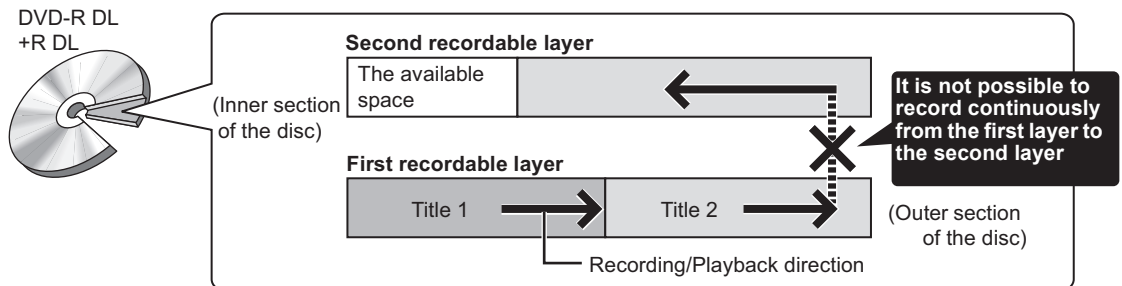 DVD-R DL
+R DL
Second recordable layer
The available
space
(Inner section
of the disc)
It is not possible to
record continuously
from the first layer to
the second layer
First recordable layer
Title 1
Title 2
(Outer section
of the disc)
Recording/Playback direction